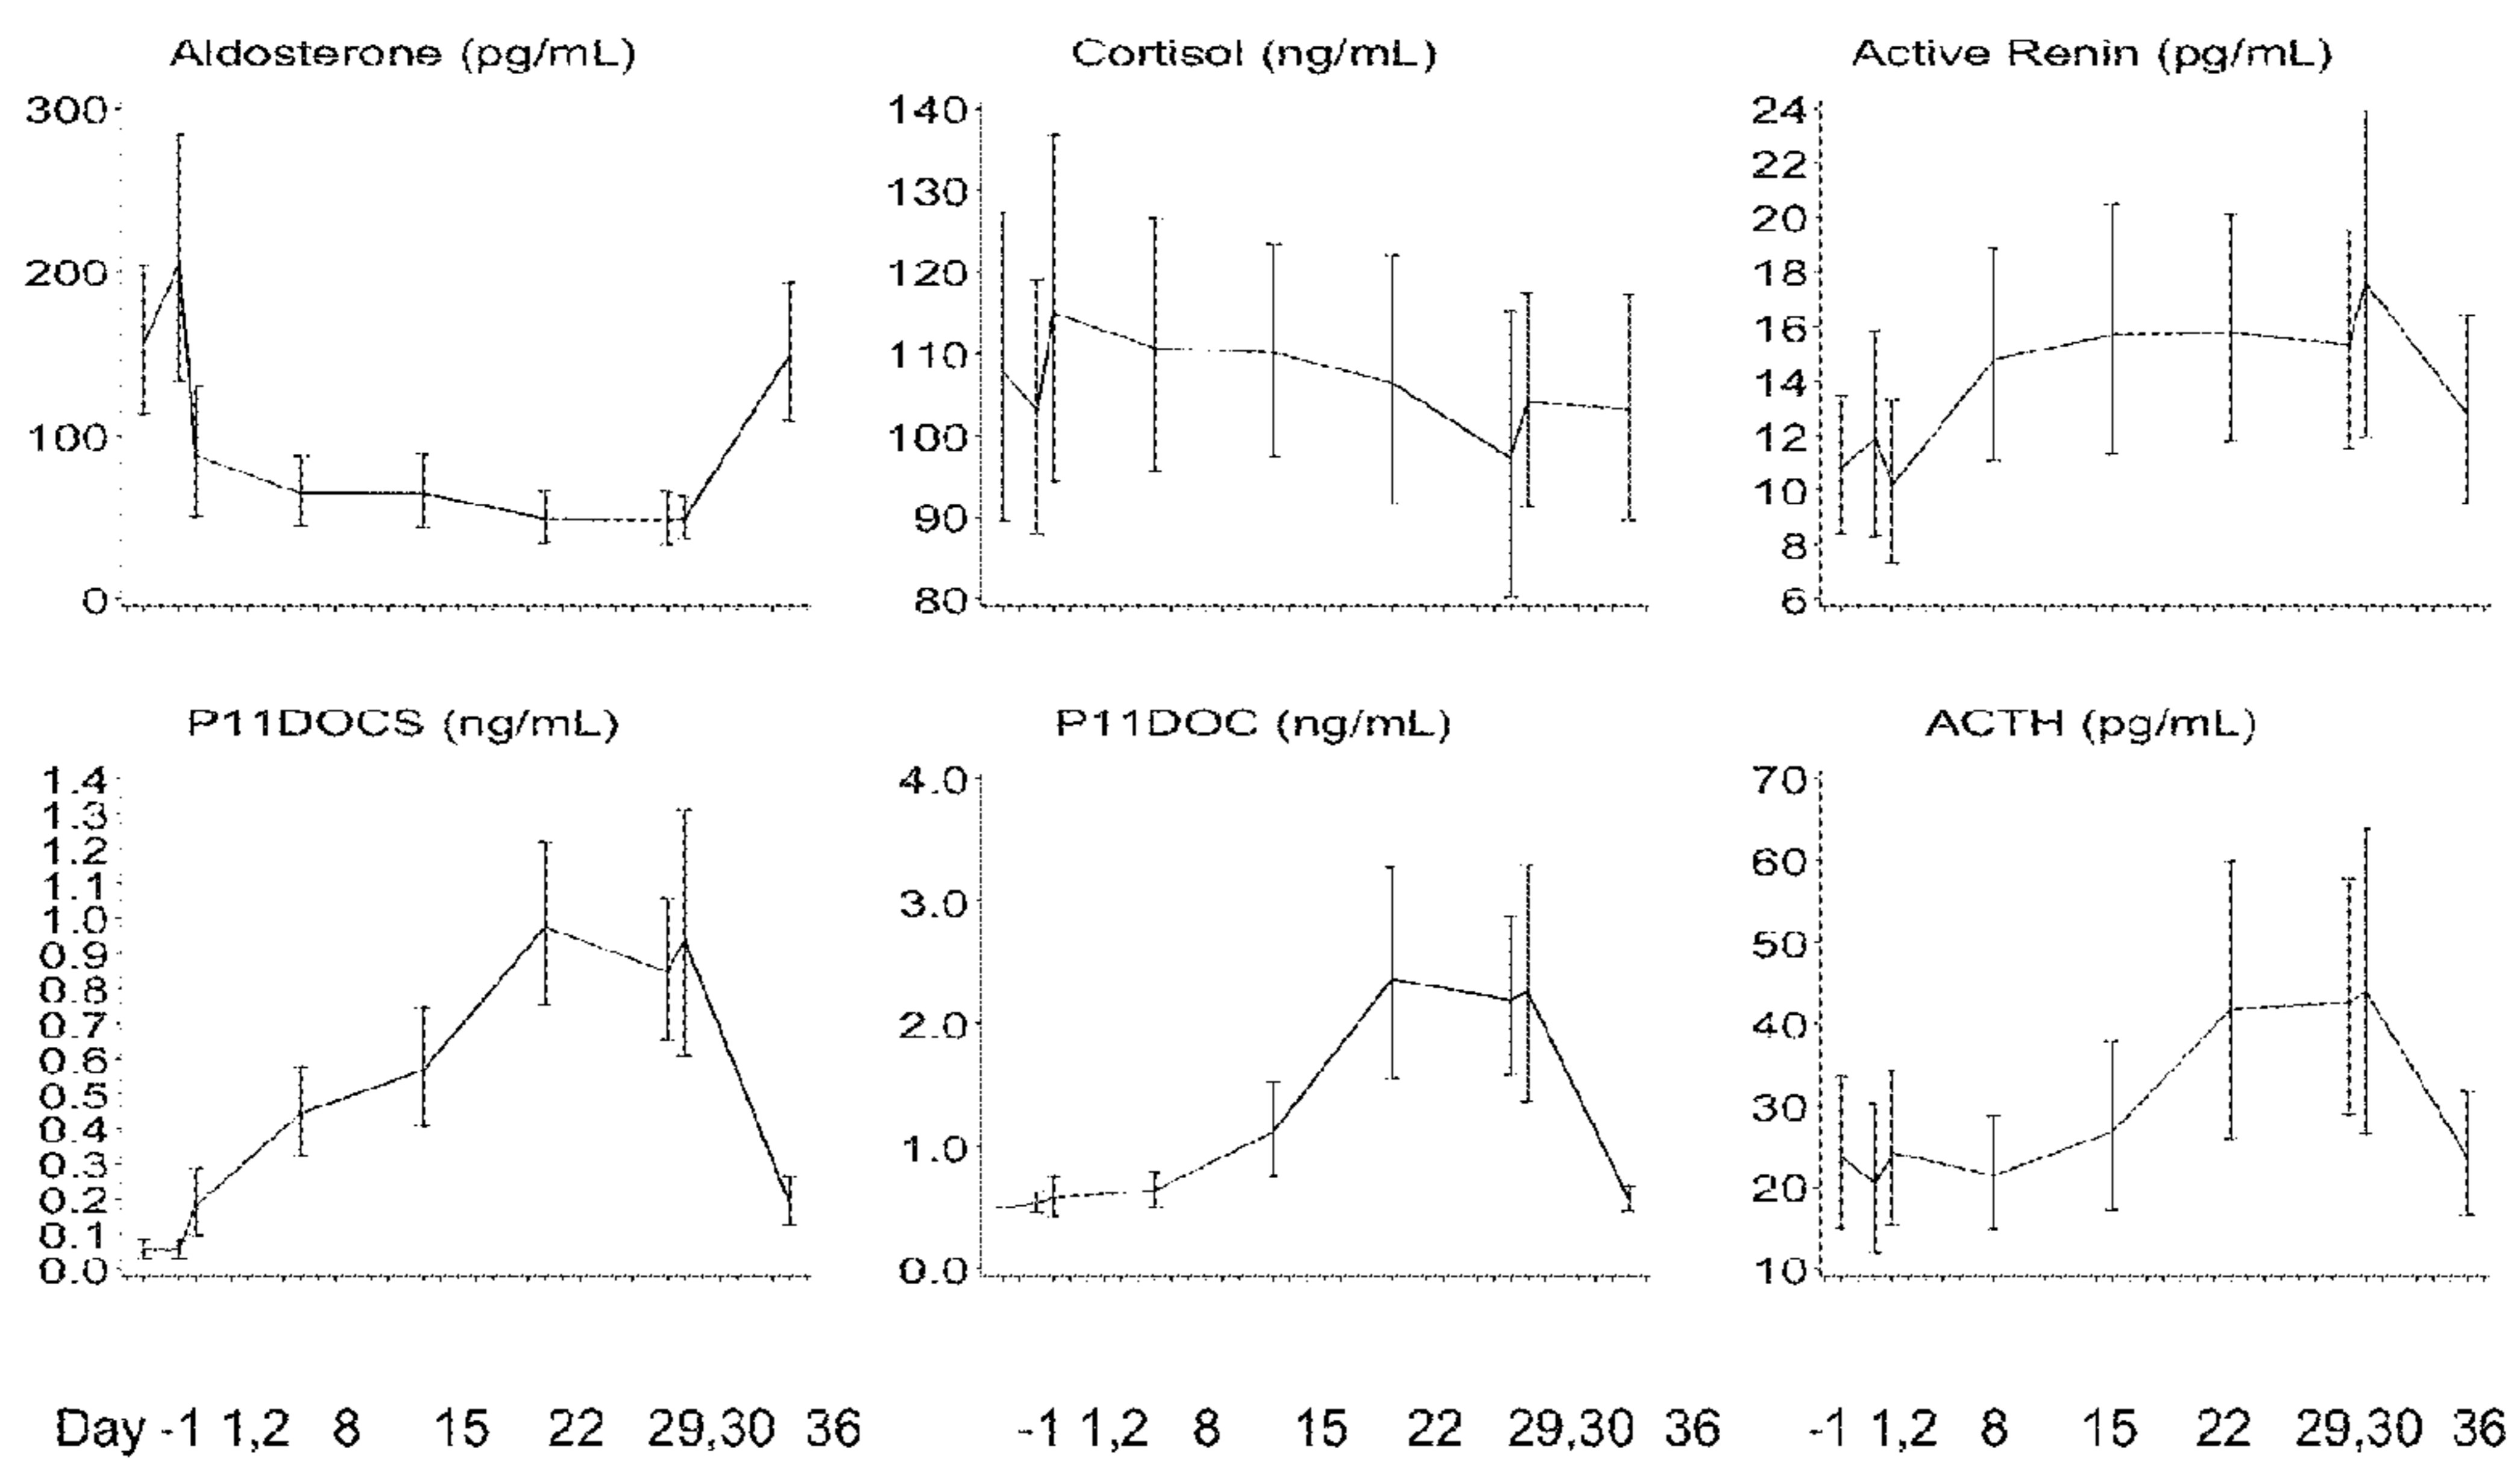 Aldosterone (pg/mL) Cortisol (ng/mL) Active Renin (pg/mL)
300 140 24
22
130 20
200 120 18
110 16
14
100 100 12
10
90 8
0 80 6
P11DOCS (ng/mL) P11DOC (ng/mL) ACTH (pg/mL)
1.4 4.0 70
1.3
1.2 60
1.1
1.0 3.0
0.9 50
0.8
0.7 2.0 40
0.6
0.5 30
0.4
0.3 1.0
0.2 20
0.1
0.0 0.0 10
Day -1 1,2 8 15 22 29,30 36 -1 1,2 8 15 22 29,30 36 -1 1,2 8 15 22 29,30 36